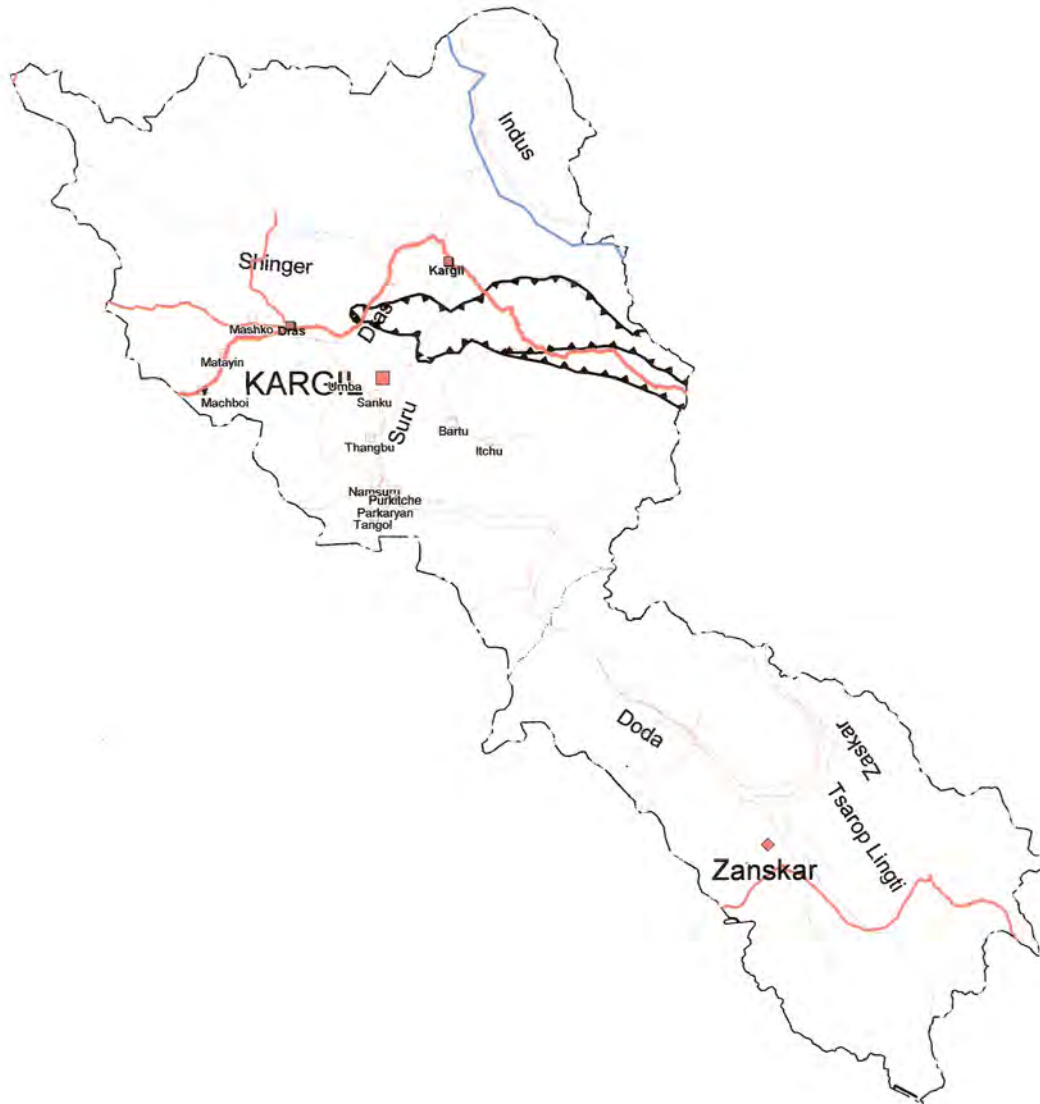 Indus
Shinger
Kargil
Dras
Mashko
Dras
Matayin
KARGIL
Umba
Machboi
Sanku
Suru
Bartu
Thangbu
Itchu
Namsuru
Purkitche
Parkaryan
Tangol
Doda
Zaskar
Tsarop Lingti
Zanskar